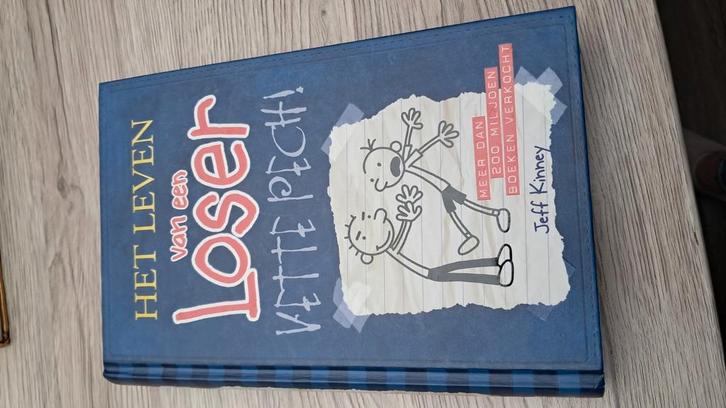 HET LEVEN
van een
LOSER
VETTE PECH!
MEER DAN
200 MILJOEN
BOEKEN VERKOCHT
Jeff Kinney